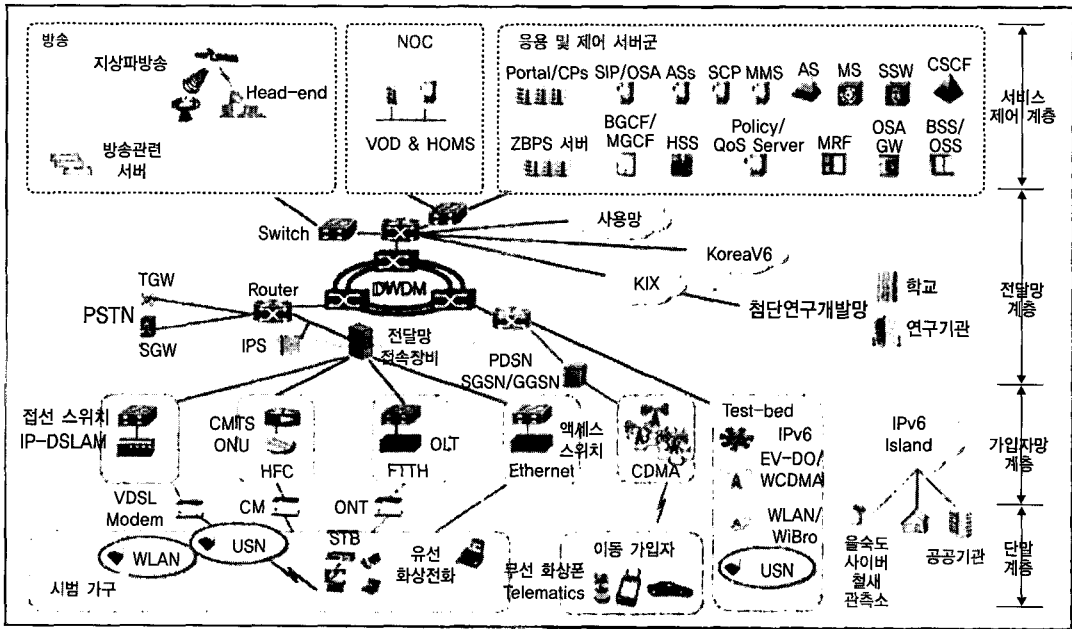 방송
지상파방송
Head-end
방송관련
서버
NOC
VOD & HOMS
응용 및 제어 서버군
Portal/CPs SIP/OSA ASs SCP MMS AS MS SSW CSCF
ZBPS 서버 BGCF/
MGCF HSS Policy/
QoS Server MRF OSA
GW BSS/
OSS
서비스
제어 계층
Switch
사용망
KoreaV6
KIX
첨단연구개발망
학교
연구기관
DWDM
TGW
PSTN
SGW
Router
IPS
전달망
접속장비
PDSN
SGSN/GGSN
전달망
계층
접선 스위치
IP-DSLAM
CMTS
ONU
HFC
OLT
FTTH
액세스
스위치
Ethernet
CDMA
Test-bed
IPv6
EV-DO/
WCDMA
WLAN/
WiBro
USN
IPv6
Island
가입자망
계층
VDSL
Modem
CM
ONT
WLAN
USN
STB
유선
화상전화
시범 가구
무선 화상폰
Telematics
이동 가입자
을숙도
사이버
철새
관측소
공공기관
단말
계층